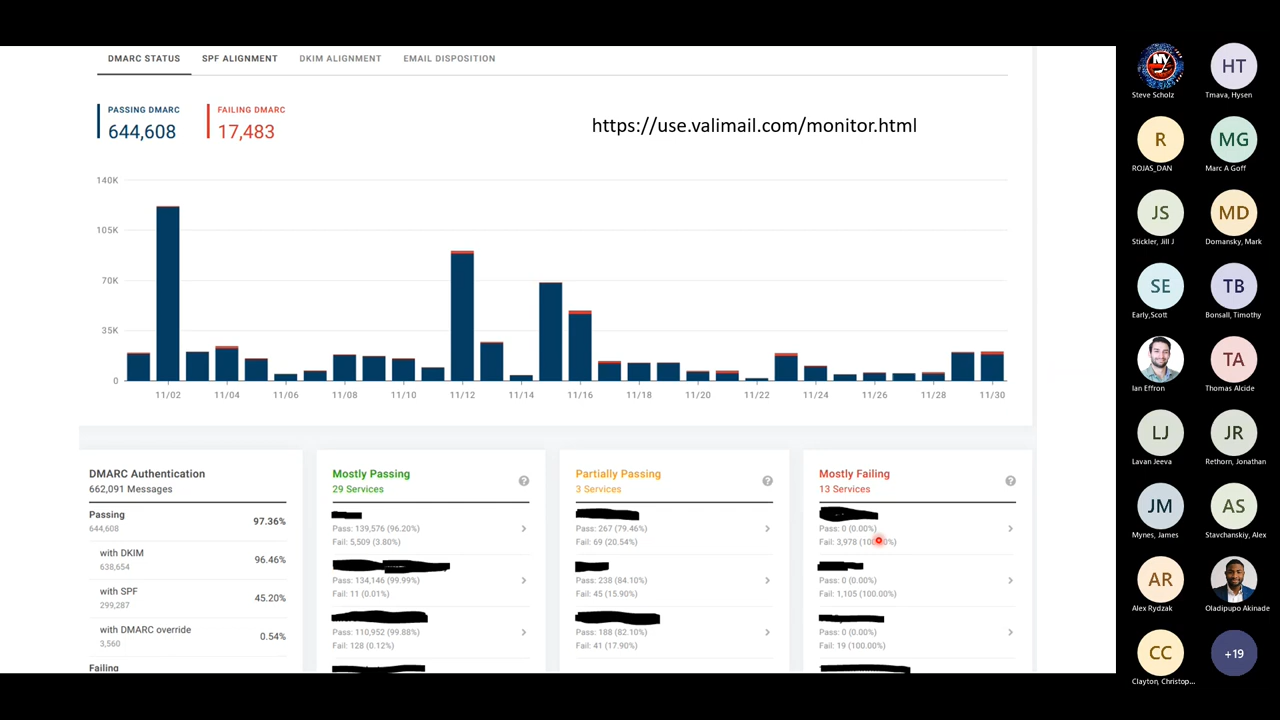 DMARC STATUS SPF ALIGNMENT DKIM ALIGNMENT EMAIL DISPOSITION
PASSING DMARC
644,608
FAILING DMARC
17,483
https://use.valimail.com/monitor.html
140K
105K
70K
35K
0
11/02 11/04 11/06 11/08 11/10 11/12 11/14 11/16 11/18 11/20 11/22 11/24 11/26 11/28 11/30
DMARC Authentication
662,091 Messages
Passing
644,608
97.36%
with DKIM
638,654
96.46%
with SPF
299,287
45.20%
with DMARC override
3,560
0.54%
Failing
Mostly Passing
29 Services
?
Pass: 139,576 (96.20%)
Fail: 5,509 (3.80%)
Pass: 134,146 (99.99%)
Fail: 11 (0.01%)
Pass: 110,952 (99.88%)
Fail: 128 (0.12%)
Partially Passing
3 Services
?
Pass: 267 (79.46%)
Fail: 69 (20.54%)
Pass: 238 (84.10%)
Fail: 45 (15.90%)
Pass: 188 (82.10%)
Fail: 41 (17.90%)
Mostly Failing
13 Services
?
Pass: 0 (0.00%)
Fail: 3,978
Pass: 0 (0.00%)
Fail: 1,105 (100.00%)
Pass: 0 (0.00%)
Fail: 19 (100.00%)
NY
Steve Scholz
HT
Tmava, Hysen
R
ROJAS_DAN
MG
Marc A Goff
JS
Stickler, Jill J
MD
Domansky, Mark
SE
Early,Scott
TB
Bonsall, Timothy
Ian Effron
TA
Thomas Alcide
LJ
Lavan Jeeva
JR
Rethorn, Jonathan
JM
Mynes, James
AS
Stavchanskiy, Alex
AR
Alex Rydzak
Oladipupo Akinade
CC
Clayton, Christop...
+19